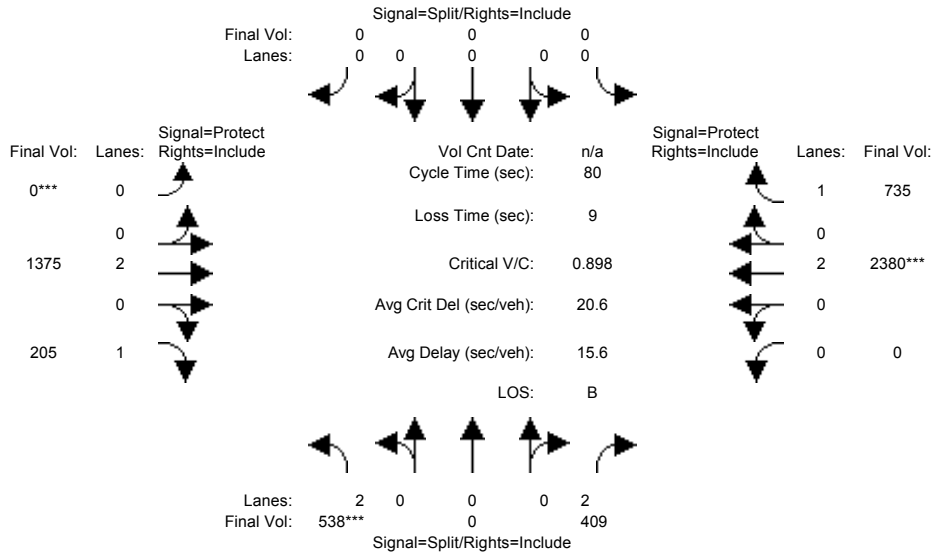 Signal=Split/Rights=Include
Final Vol: 0 0 0
Lanes: 0 0 0 0 0
Signal=Protect
Final Vol: Lanes: Rights=Include
Vol Cnt Date: n/a
Signal=Protect
Rights=Include Lanes: Final Vol:
Cycle Time (sec): 80
0*** 0
1 735
Loss Time (sec): 9
0
0
1375 2
Critical V/C: 0.898
2 2380***
0
Avg Crit Del (sec/veh): 20.6
0
205 1
Avg Delay (sec/veh): 15.6
0 0
LOS: B
Lanes: 2 0 0 0 2
Final Vol: 538*** 0 409
Signal=Split/Rights=Include